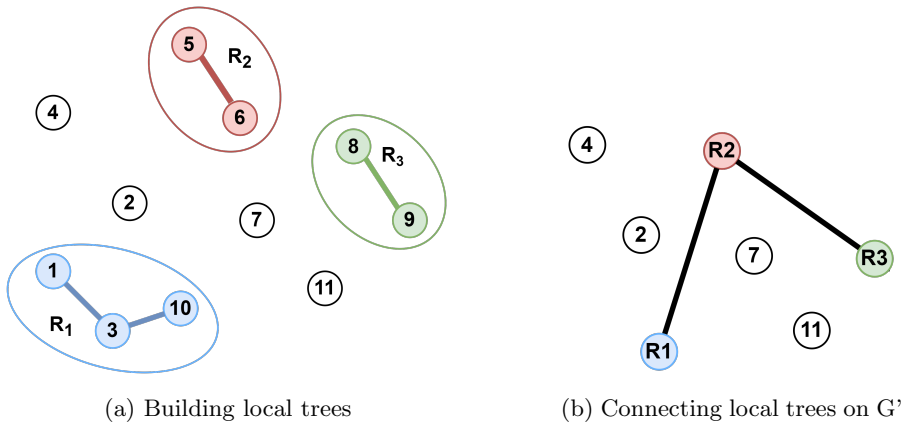 5
R2
6
4
8
R3
2
7
9
1
11
10
R1
3
(a) Building local trees
4
R2
2
7
R3
11
R1
(b) Connecting local trees on G’